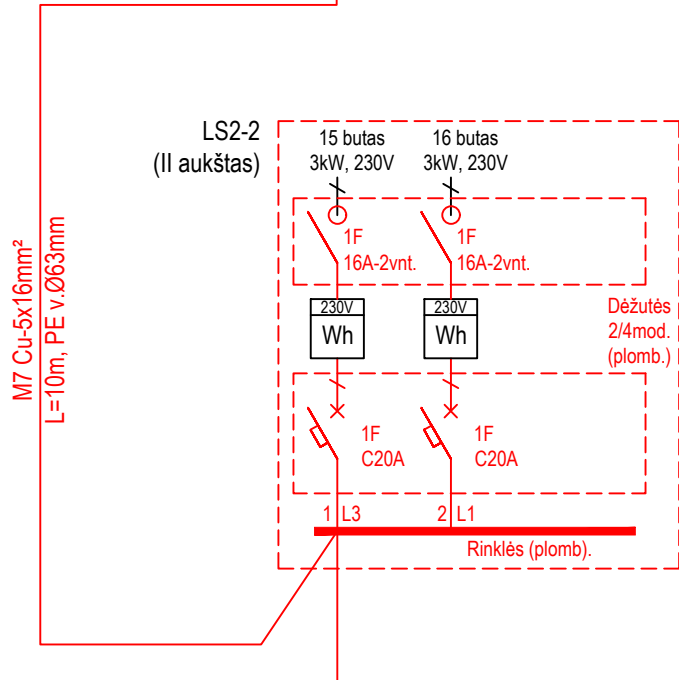 LS2-2
(II aukštas)
15 butas
3kW, 230V
16 butas
3kW, 230V
1F
16A-2vnt.
1F
16A-2vnt.
230V
Wh
230V
Wh
Dėžutės
2/4mod.
(plomb.)
1F
C20A
1F
C20A
1 L3
2 L1
Rinklės (plomb).
M7 Cu-5x16mm²
L=10m, PE v.Ø63mm